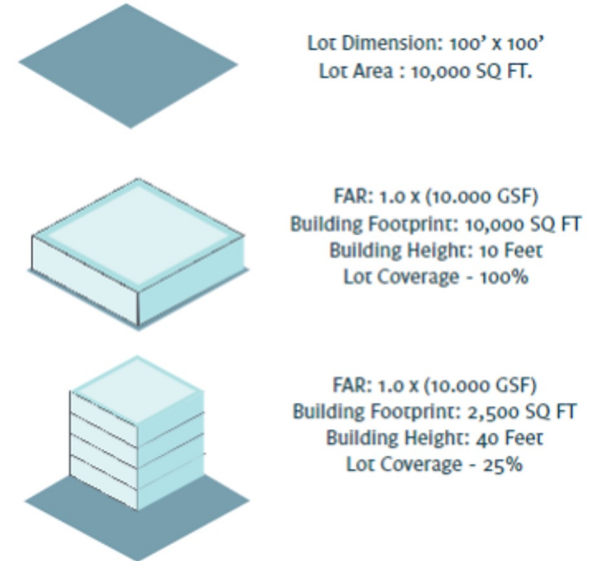 Lot Dimension: 100’ x 100’
Lot Area : 10,000 SQ FT.
FAR: 1.0 x (10.000 GSF)
Building Footprint: 10,000 SQ FT
Building Height: 10 Feet
Lot Coverage - 100%
FAR: 1.0 x (10.000 GSF)
Building Footprint: 2,500 SQ FT
Building Height: 40 Feet
Lot Coverage - 25%